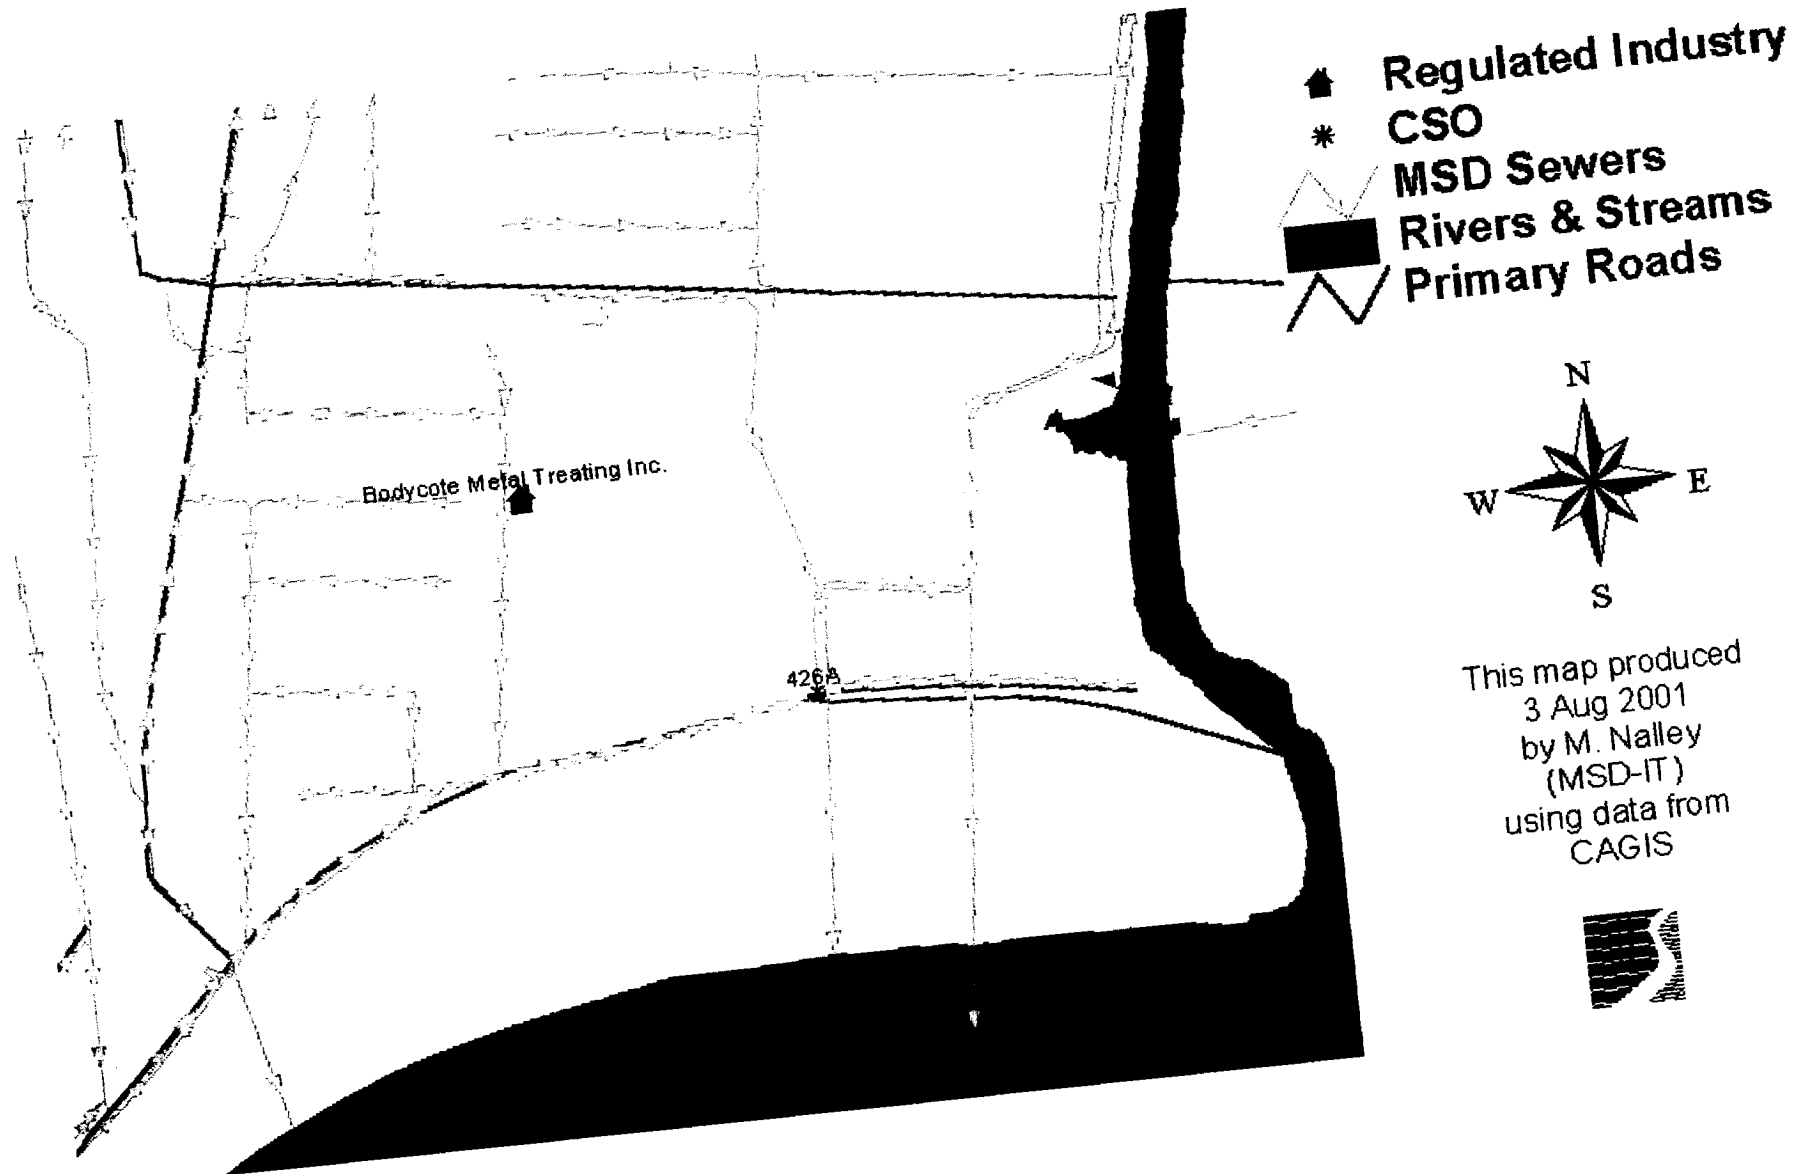 Regulated Industry
CSO
MSD Sewers
Rivers & Streams
Primary Roads
N
W
E
S
Bodycote Metal Treating Inc.
426A
This map produced
3 Aug 2001
by M. Nalley
(MSD-IT)
using data from
CAGIS